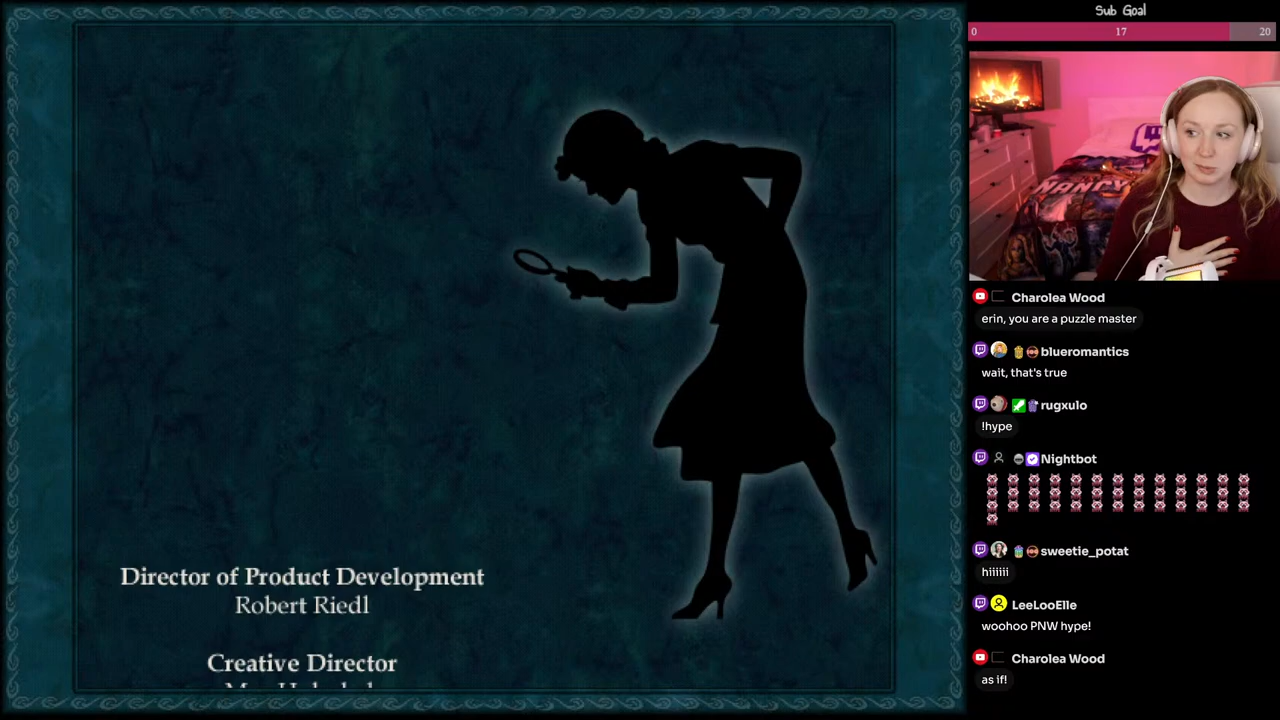 Director of Product Development
Robert Riedl
Creative Director
Sub Goal
0 17 20
NANCY
Charolea Wood
erin, you are a puzzle master
blueromantics
wait, that's true
rugxulo
!hype
Nightbot
sweetie_potat
hiiiiii
LeeLooElle
woohoo PNW hype!
Charolea Wood
as if!